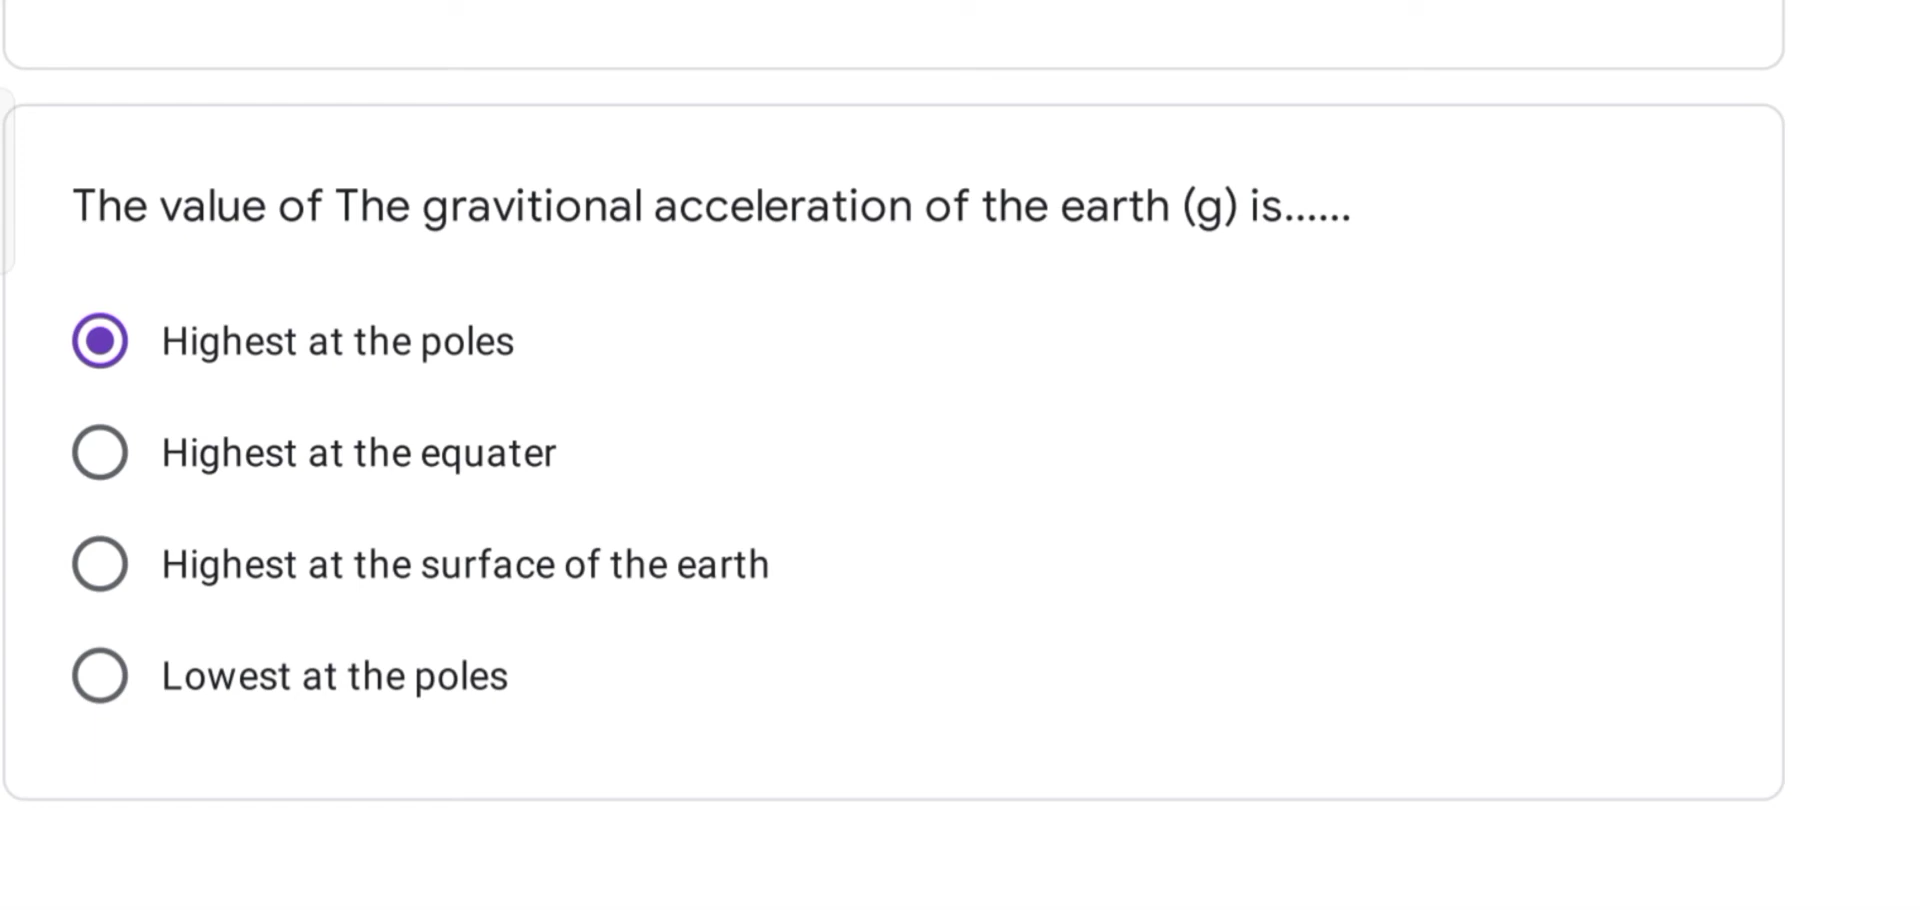 The value of The gravitional acceleration of the earth (g) is......
Highest at the poles
Highest at the equater
Highest at the surface of the earth
Lowest at the poles